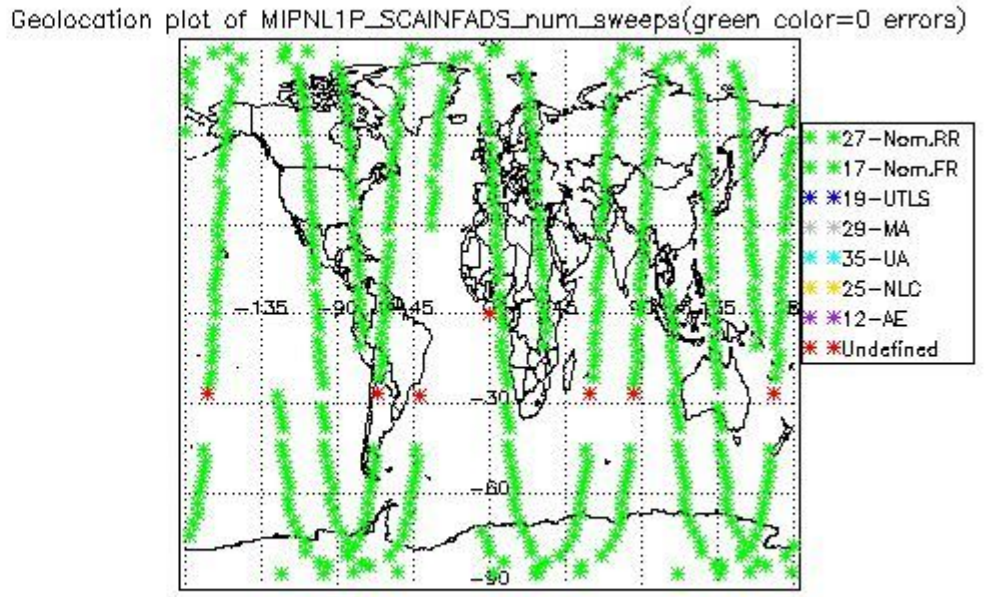 Geolocation plot of MIPNL1P_SCAINFADS_num_sweeps(green color=0 errors)
27-Nom.RR
17-Nom.FR
19-UTLS
29-MA
35-UA
25-NLC
12-AE
Undefined
-135
-90
-45
-30
-60
-90